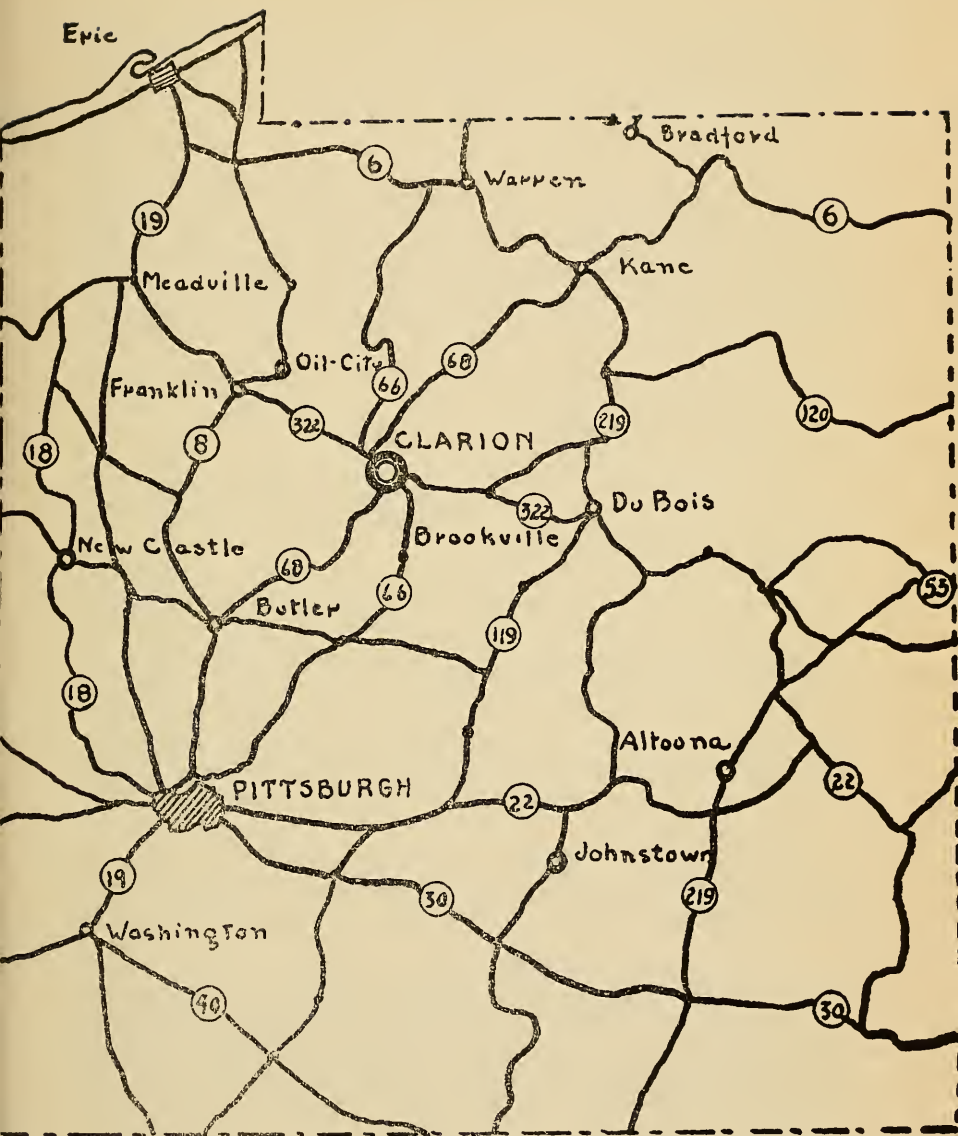 Erie
Bradford
6
Warren
6
19
Kane
Meadville
Oil-City
68
Franklin
66
322
219
120
8
CLARION
18
322
Du Bois
Brookville
New Castle
68
66
53
Butler
119
18
Altoona
PITTSBURGH
22
22
Johnstown
19
30
219
Washington
40
30